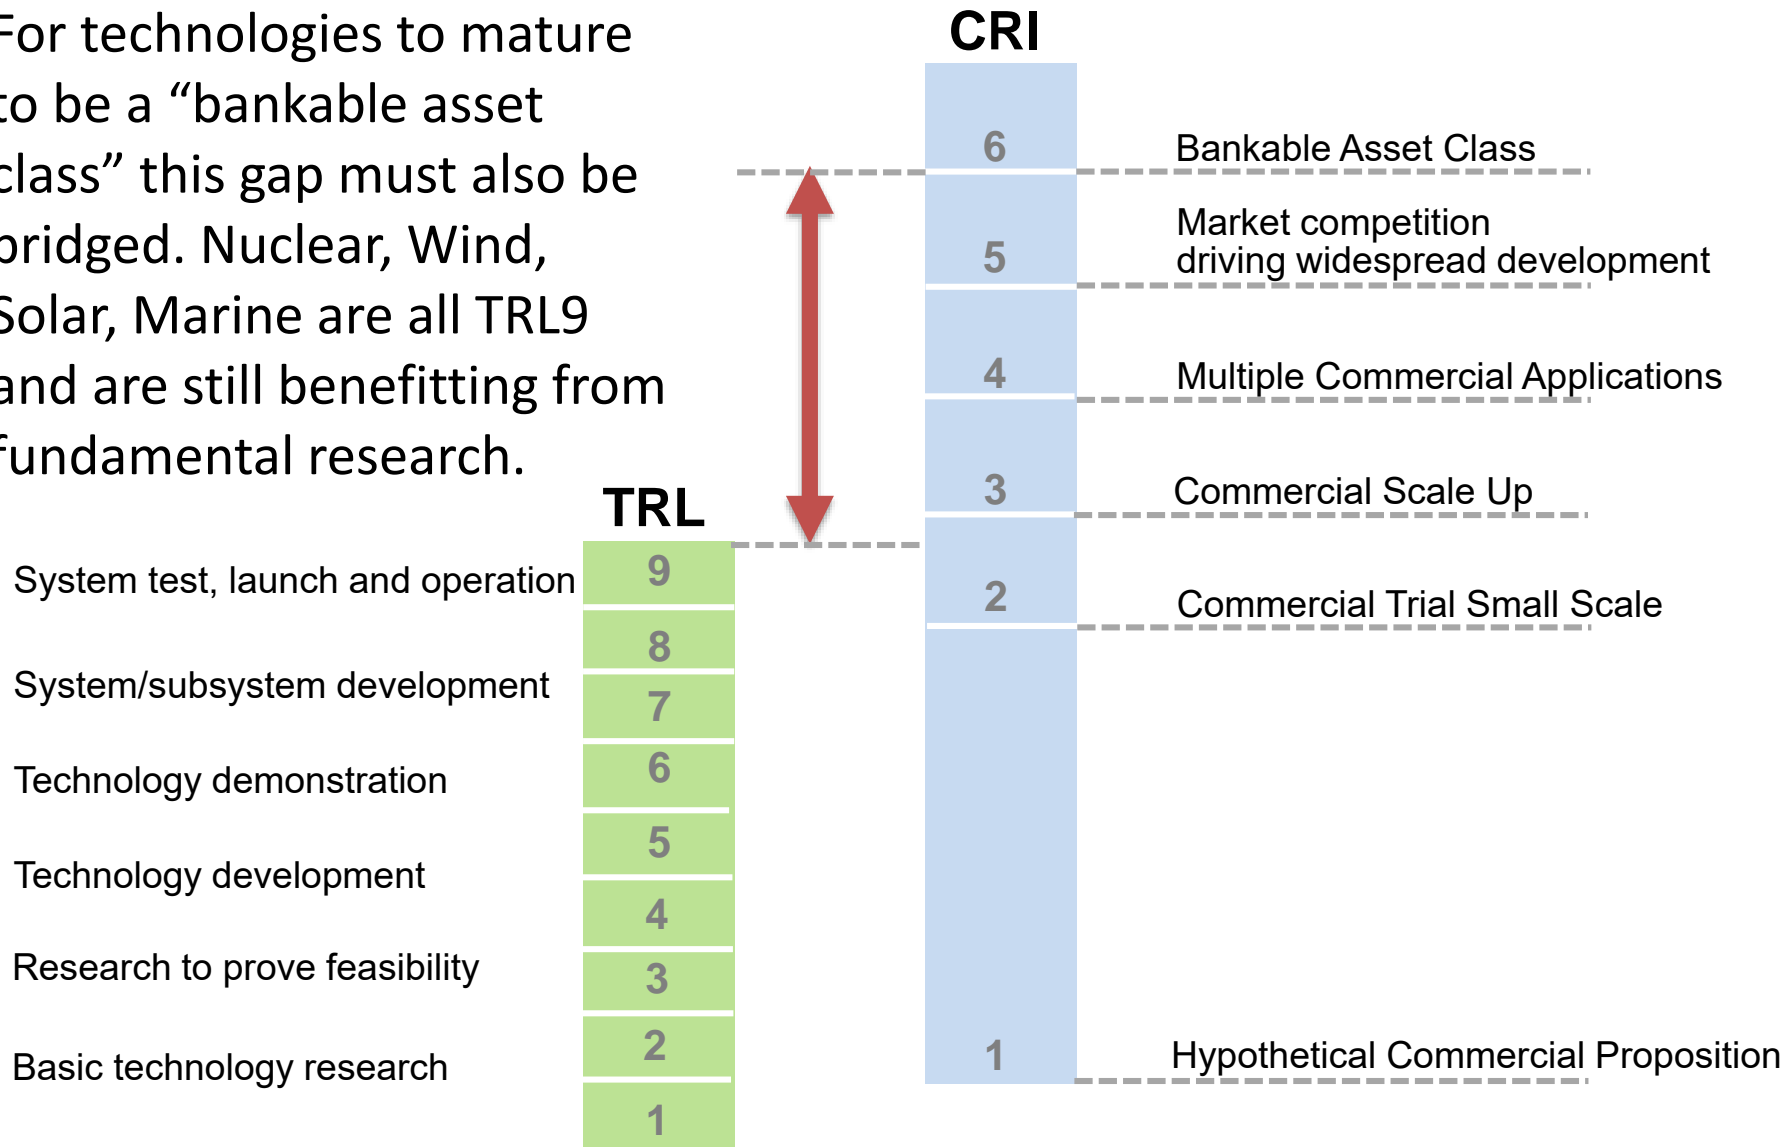 For technologies to mature
to be a “bankable asset
class” this gap must also be
bridged. Nuclear, Wind,
Solar, Marine are all TRL9
and are still benefitting from
fundamental research.
TRL
System test, launch and operation
9
8
System/subsystem development
7
Technology demonstration
6
5
Technology development
4
Research to prove feasibility
3
Basic technology research
2
1
CRI
6
Bankable Asset Class
5
Market competition
driving widespread development
4
Multiple Commercial Applications
3
Commercial Scale Up
2
Commercial Trial Small Scale
1
Hypothetical Commercial Proposition